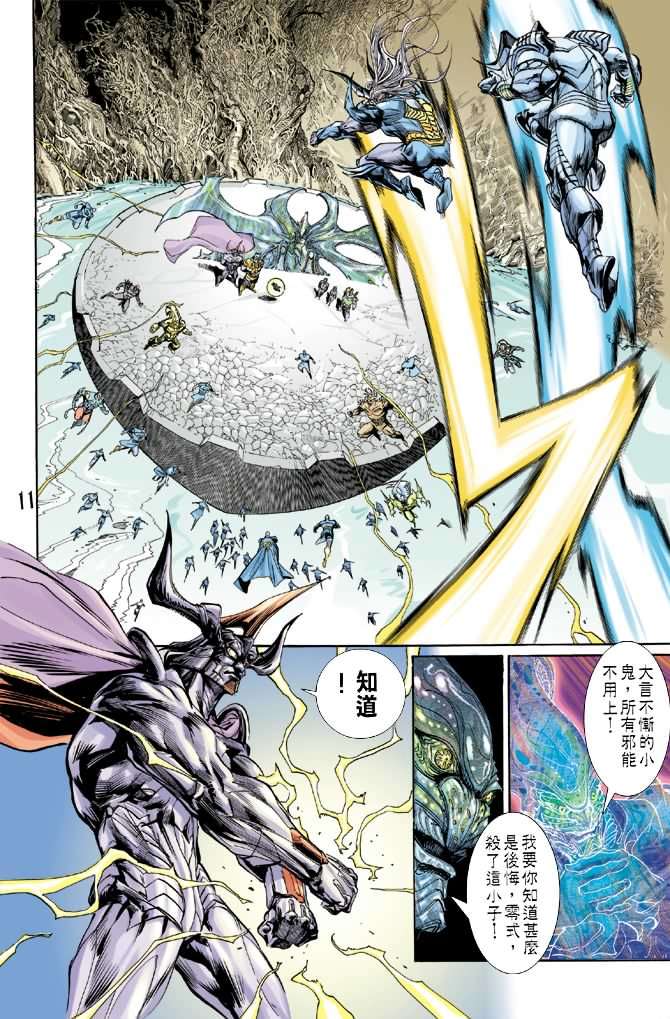 11
大言不慚的小
鬼，所有邪能
不用上！
我要你知道甚麼
是後悔，零式，
殺了這小子！
知道
！